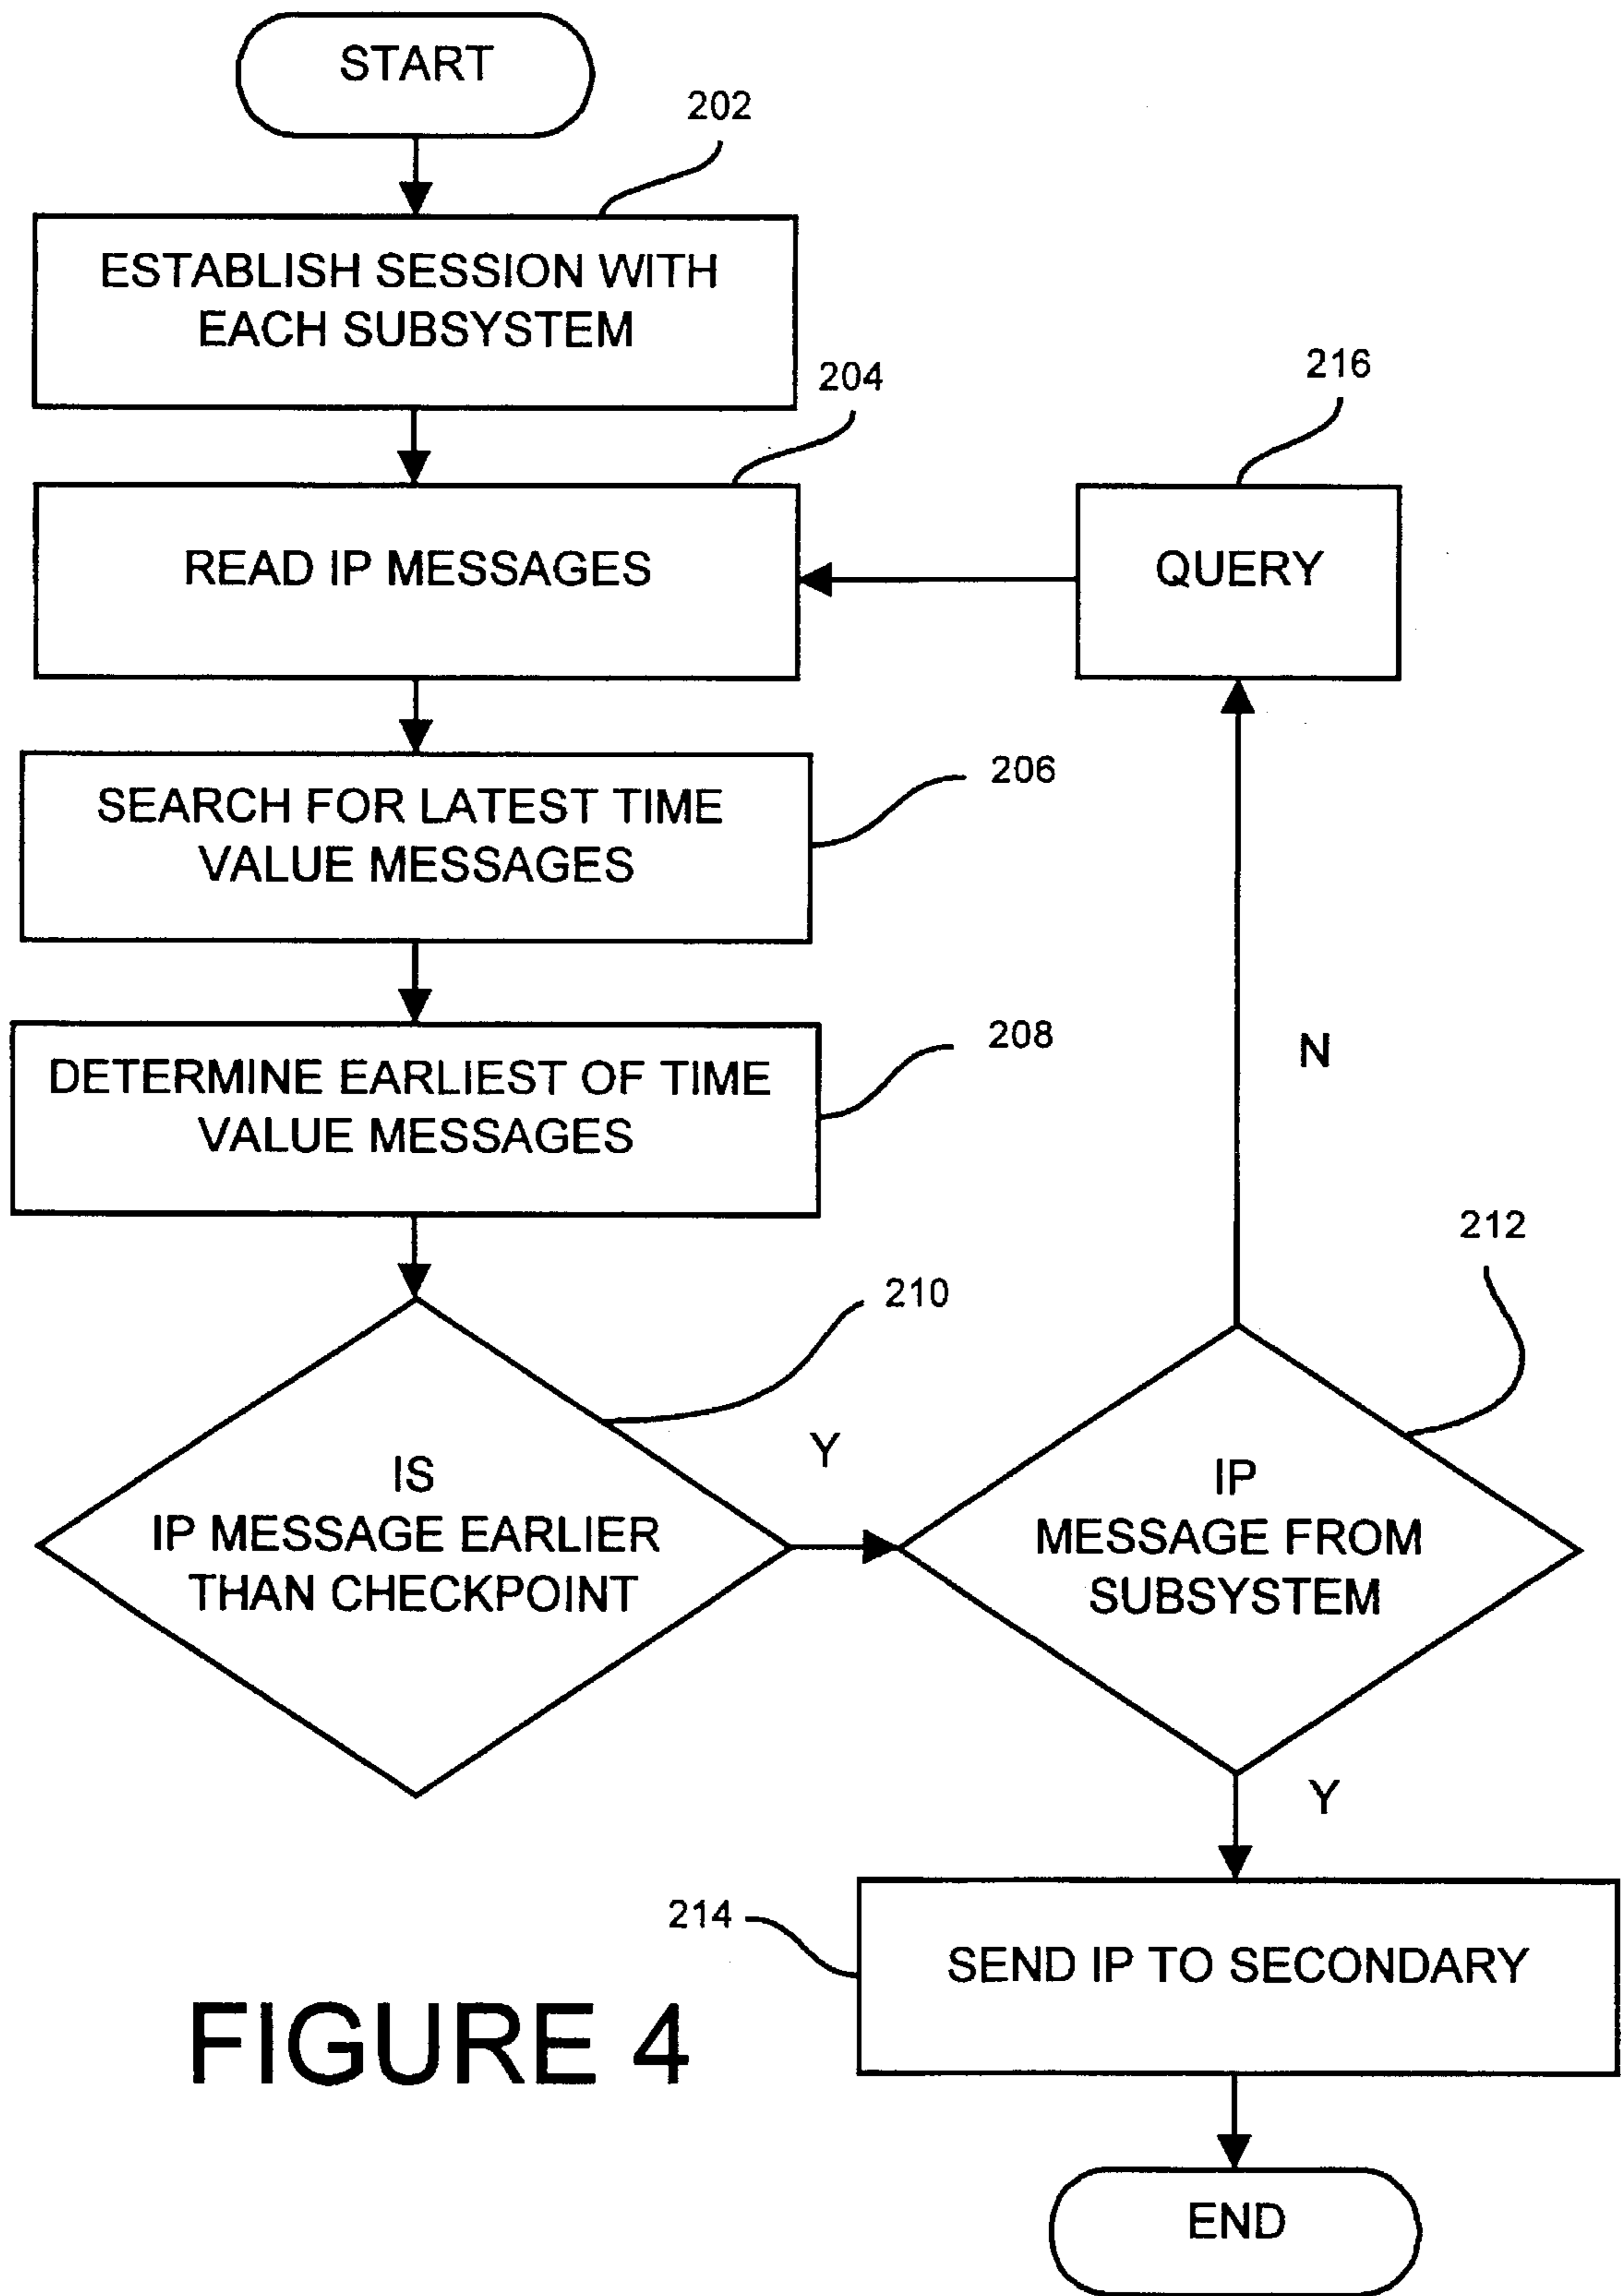 START
202
ESTABLISH SESSION WITH
EACH SUBSYSTEM
204
216
READ IP MESSAGES
QUERY
206
SEARCH FOR LATEST TIME
VALUE MESSAGES
208
DETERMINE EARLIEST OF TIME
VALUE MESSAGES
N
212
210
Y
IS
IP MESSAGE EARLIER
THAN CHECKPOINT
IP
MESSAGE FROM
SUBSYSTEM
Y
214
SEND IP TO SECONDARY
FIGURE 4
END